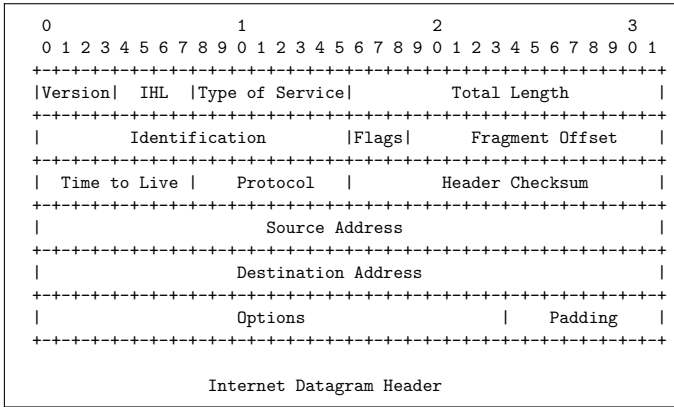 0                   1                   2                   3
 0 1 2 3 4 5 6 7 8 9 0 1 2 3 4 5 6 7 8 9 0 1 2 3 4 5 6 7 8 9 0 1
+-+-+-+-+-+-+-+-+-+-+-+-+-+-+-+-+-+-+-+-+-+-+-+-+-+-+-+-+-+-+-+-+
|Version|  IHL  |Type of Service|          Total Length         |
+-+-+-+-+-+-+-+-+-+-+-+-+-+-+-+-+-+-+-+-+-+-+-+-+-+-+-+-+-+-+-+-+
|         Identification        |Flags|      Fragment Offset    |
+-+-+-+-+-+-+-+-+-+-+-+-+-+-+-+-+-+-+-+-+-+-+-+-+-+-+-+-+-+-+-+-+
|  Time to Live |    Protocol   |         Header Checksum       |
+-+-+-+-+-+-+-+-+-+-+-+-+-+-+-+-+-+-+-+-+-+-+-+-+-+-+-+-+-+-+-+-+
|                       Source Address                          |
+-+-+-+-+-+-+-+-+-+-+-+-+-+-+-+-+-+-+-+-+-+-+-+-+-+-+-+-+-+-+-+-+
|                    Destination Address                        |
+-+-+-+-+-+-+-+-+-+-+-+-+-+-+-+-+-+-+-+-+-+-+-+-+-+-+-+-+-+-+-+-+
|                    Options                    |    Padding    |
+-+-+-+-+-+-+-+-+-+-+-+-+-+-+-+-+-+-+-+-+-+-+-+-+-+-+-+-+-+-+-+-+
Internet Datagram Header